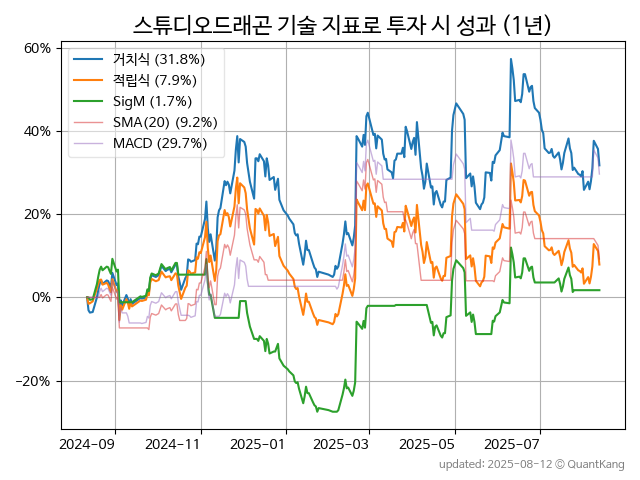 스튜디오드래곤 기술 지표로 투자 시 성과 (1년)
60%
40%
20%
0%
−20%
거치식 (31.8%)
적립식 (7.9%)
SigM (1.7%)
SMA(20) (9.2%)
MACD (29.7%)
2024-09
2024-11
2025-01
2025-03
2025-05
2025-07
updated: 2025-08-12 © QuantKang